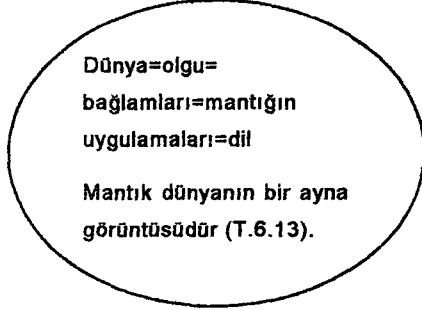 Dünya=olgu=
bağlamları=mantığın
uygulamaları=dil
Mantık dünyanın bir ayna
görüntüsüdür (T.6.13).